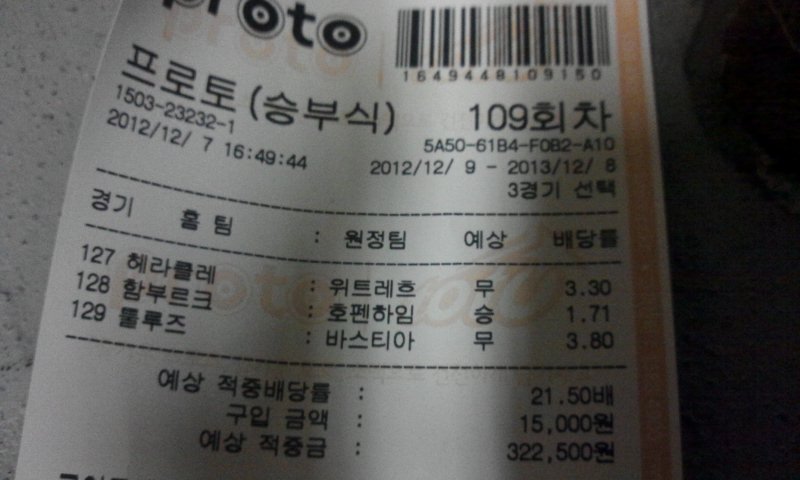 proto
1649448109150
프로토 (승부식) 109회차
1503-23232-1 5A50-61B4-F0B2-A10
2012/12/ 7 16:49:44 2012/12/ 9 - 2013/12/ 8
3경기 선택
경기 홈 팀 : 원정팀 예상 배당률
127 헤라클레 : 위트레흐 무 3.30
128 함부르크 : 호펜하임 승 1.71
129 툴루즈 : 바스티아 무 3.80
예상 적중배당률 : 21.50배
구입 금액 : 15,000원
예상 적중금 : 322,500원